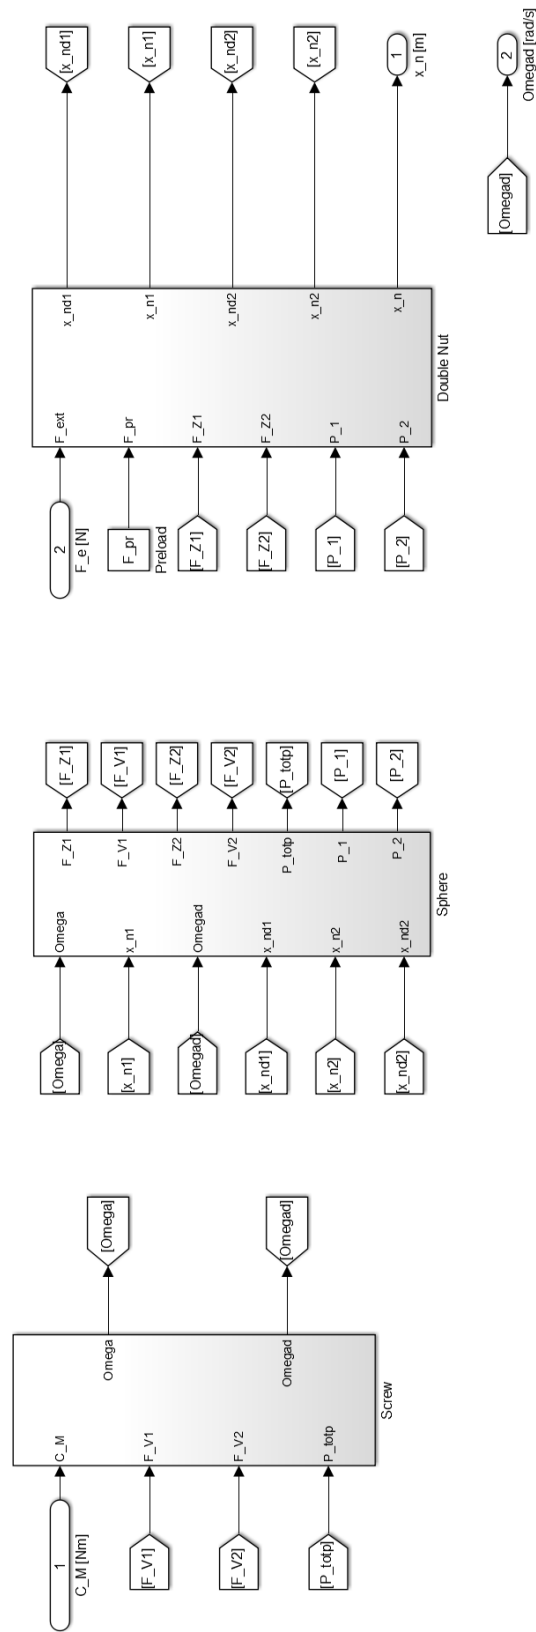 1
C_M [Nm]
[F_V1]
[F_V2]
[P_totp]
C_M
F_V1
F_V2
P_totp
Omega
Omegad
Screw
[Omega]
[Omegad]
[Omega]
[x_n1]
[Omegad]
[x_nd1]
[x_n2]
[x_nd2]
Omega
x_n1
Omegad
x_nd1
x_n2
x_nd2
F_Z1
F_V1
F_Z2
F_V2
P_totp
P_1
P_2
Sphere
[F_Z1]
[F_V1]
[F_Z2]
[F_V2]
[P_totp]
[P_1]
[P_2]
2
F_e [N]
F_pr
Preload
[F_Z1]
[F_Z2]
[P_1]
[P_2]
F_ext
F_pr
F_Z1
F_Z2
P_1
P_2
x_nd1
x_n1
x_nd2
x_n2
x_n
Double Nut
[x_nd1]
[x_n1]
[x_nd2]
[x_n2]
1
x_n [m]
[Omegad]
2
Omegad [rad/s]